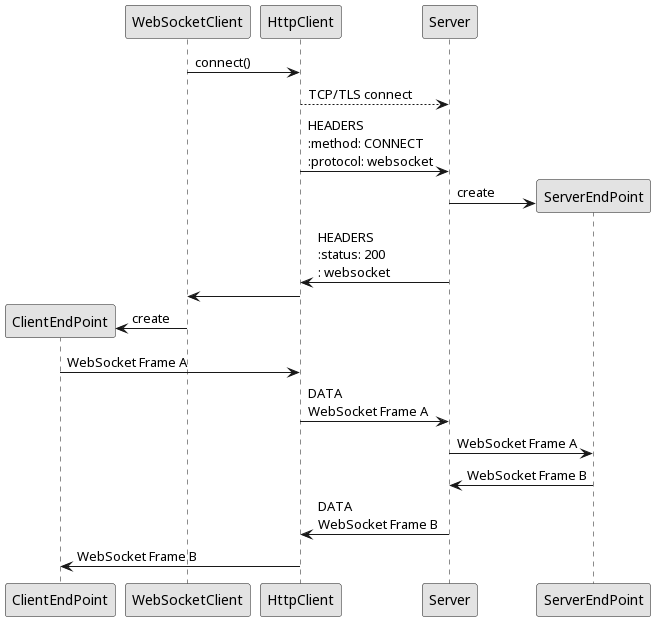 WebSocketClient
HttpClient
Server
connect()
TCP/TLS connect
HEADERS
:method: CONNECT
:protocol: websocket
create
ServerEndPoint
HEADERS
:status: 200
: websocket
ClientEndPoint
create
WebSocket Frame A
DATA
WebSocket Frame A
WebSocket Frame A
WebSocket Frame B
DATA
WebSocket Frame B
WebSocket Frame B
ClientEndPoint
WebSocketClient
HttpClient
Server
ServerEndPoint